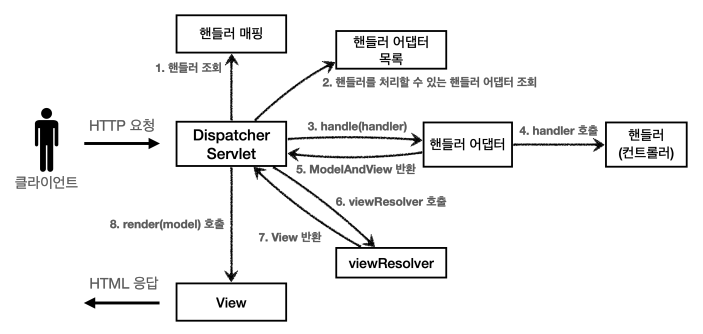 핸들러 매핑
핸들러 어댑터
목록
1. 핸들러 조회
2. 핸들러를 처리할 수 있는 핸들러 어댑터 조회
HTTP 요청
Dispatcher
Servlet
3. handle(handler)
핸들러 어댑터
4. handler 호출
핸들러
(컨트롤러)
5. ModelAndView 반환
클라이언트
6. viewResolver 호출
8. render(model) 호출
7. View 반환
viewResolver
HTML 응답
View